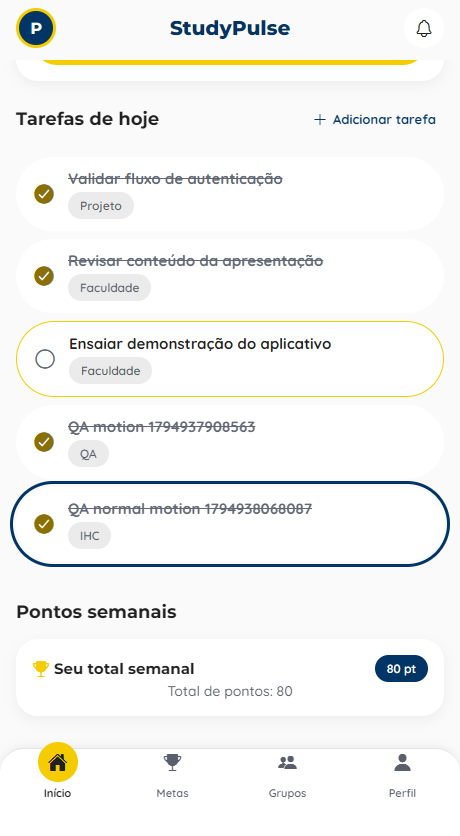 P
StudyPulse
Tarefas de hoje
+ Adicionar tarefa
Validar fluxo de autenticação
Projeto
Revisar conteúdo da apresentação
Faculdade
Ensaiar demonstração do aplicativo
Faculdade
QA motion 1794937908563
QA
QA normal motion 1794938068087
IHC
Pontos semanais
Seu total semanal
80 pt
Total de pontos: 80
Início
Metas
Grupos
Perfil